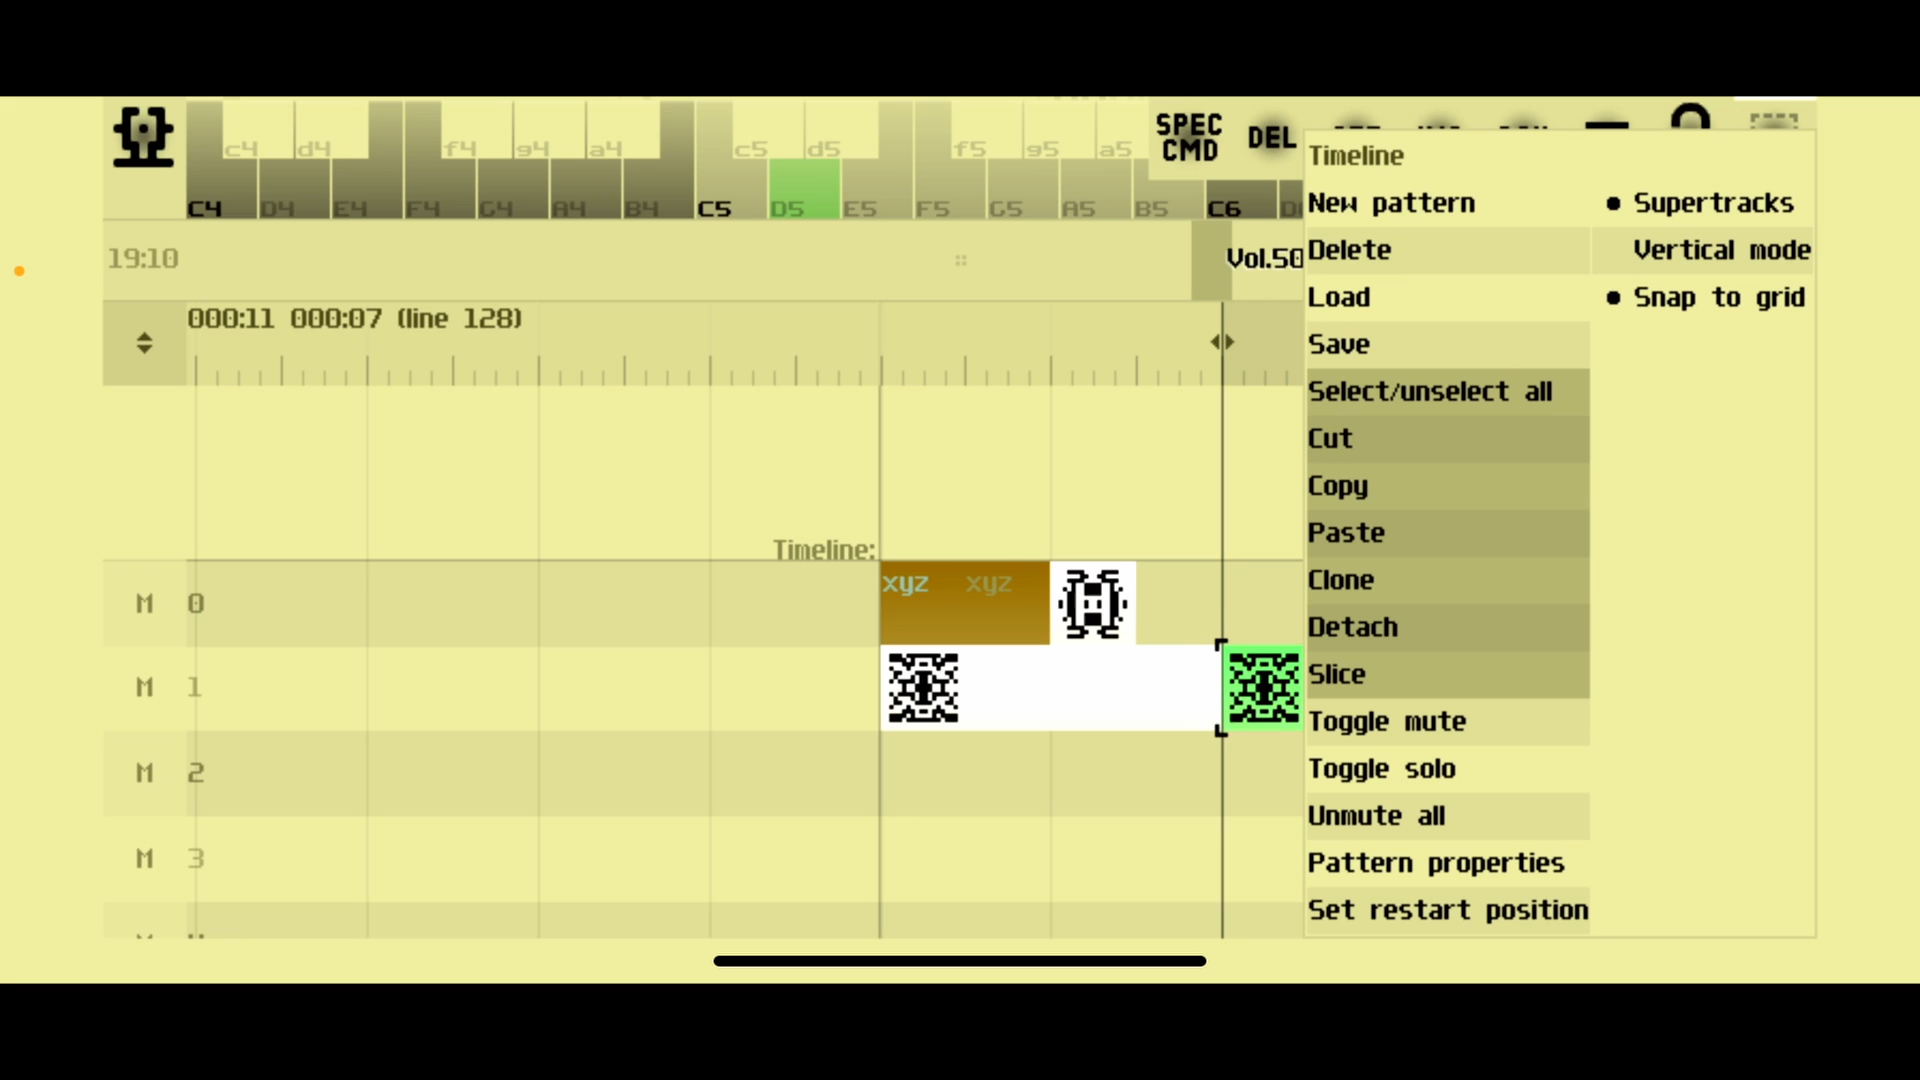 c4 d4 f4 g4 a4 c5 d5 f5 g5 a5
C4 D4 E4 F4 G4 A4 B4 C5 D5 E5 F5 G5 A5 B5 C6
SPEC
CMD
DEL
19:10
Vol.50
000:11 000:07 (line 128)
Timeline:
xyz xyz
M 0
M 1
M 2
M 3
Timeline
New pattern
Delete
Load
Save
Select/unselect all
Cut
Copy
Paste
Clone
Detach
Slice
Toggle mute
Toggle solo
Unmute all
Pattern properties
Set restart position
Supertracks
Vertical mode
Snap to grid